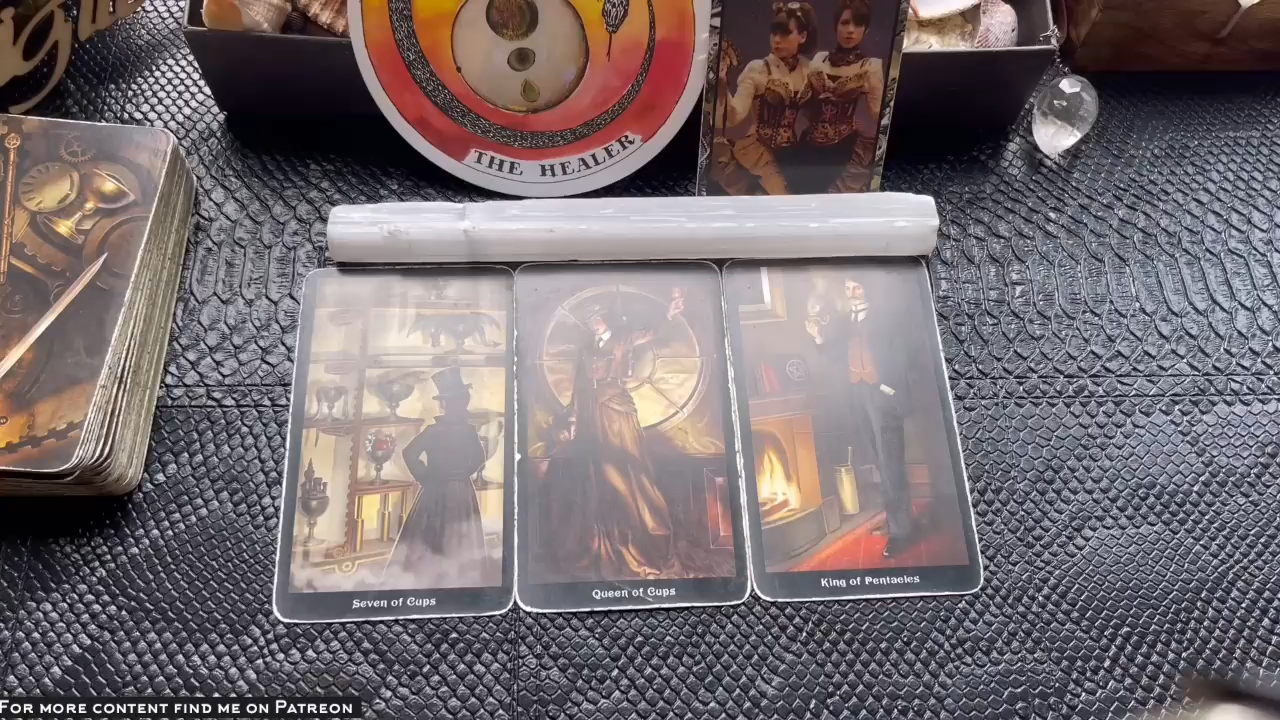 THE HEALER
Seven of Cups
Queen of Cups
King of Pentacles
For more content find me on Patreon